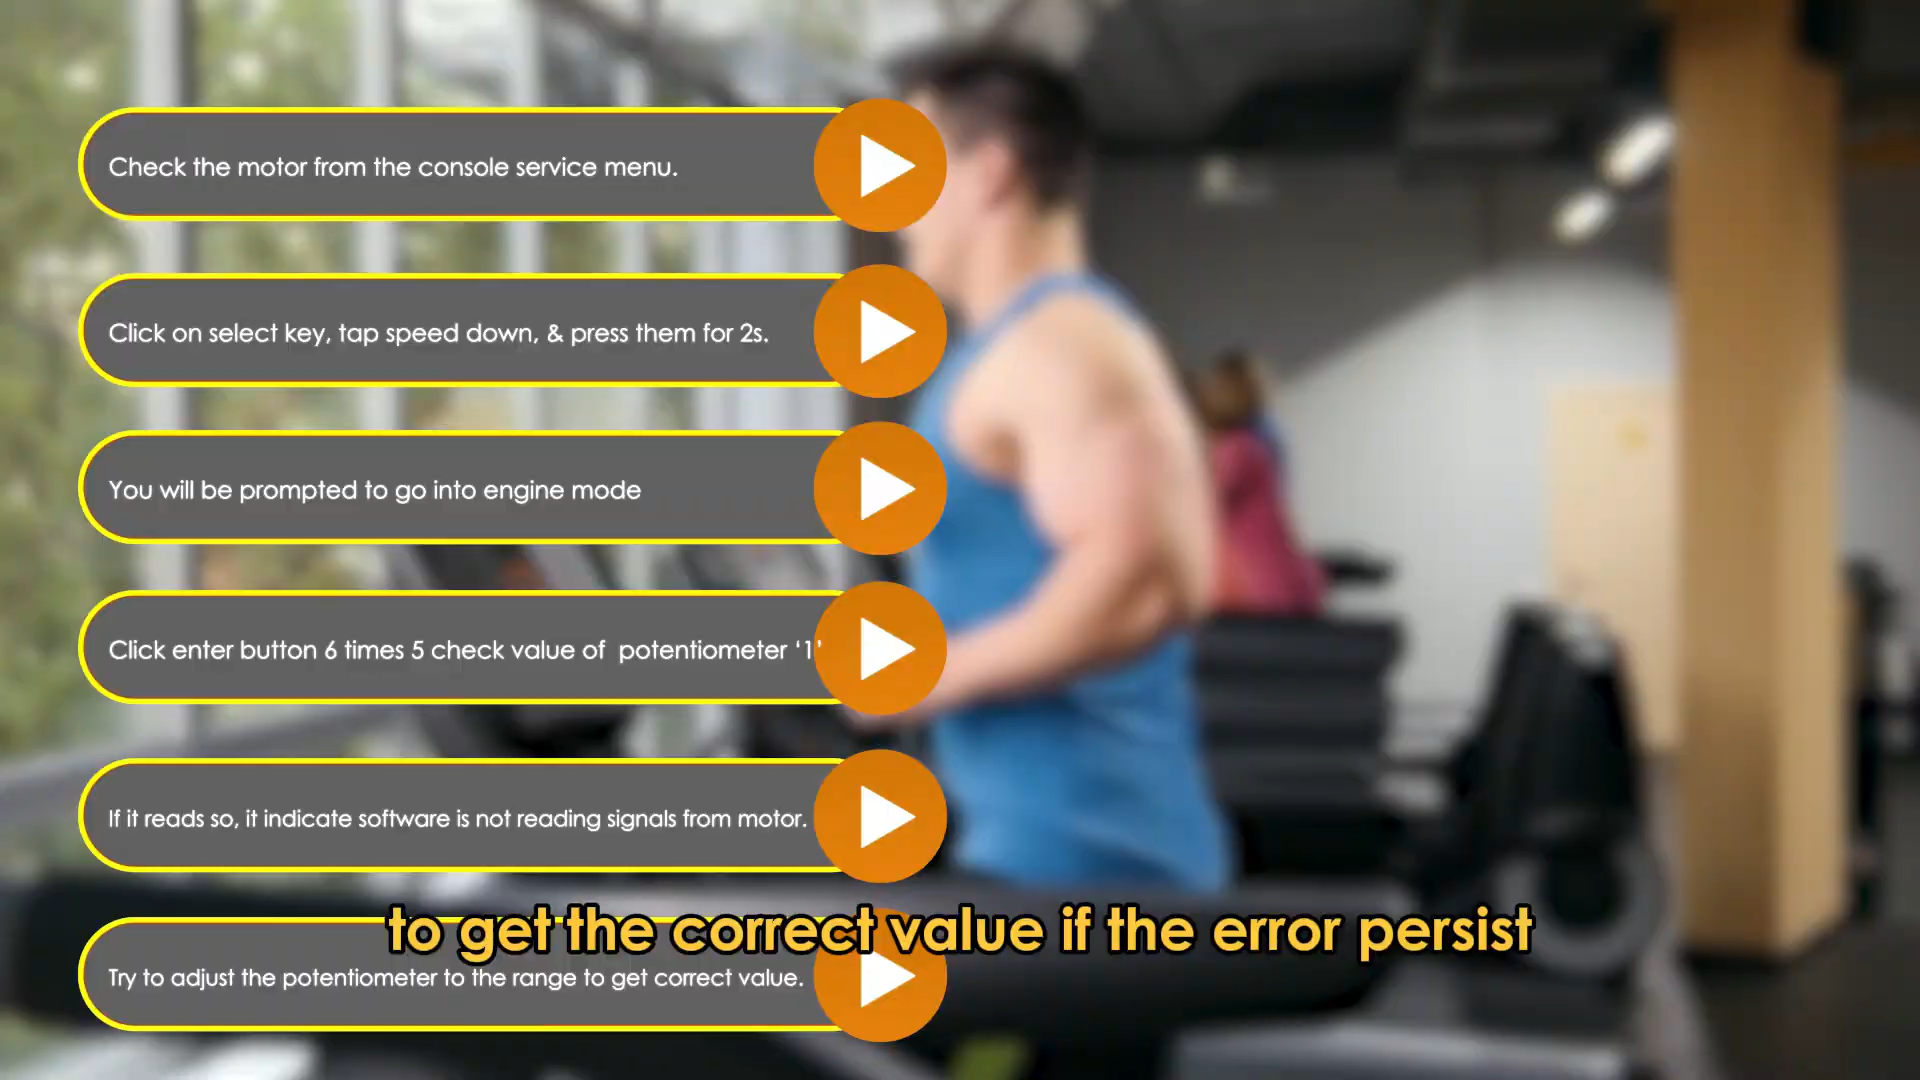 Check the motor from the console service menu.
Click on select key, tap speed down, & press them for 2s.
You will be prompted to go into engine mode
Click enter button 6 times 5 check value of potentiometer ‘1’
If it reads so, it indicate software is not reading signals from motor.
to get the correct value if the error persist
Try to adjust the potentiometer to the range to get correct value.